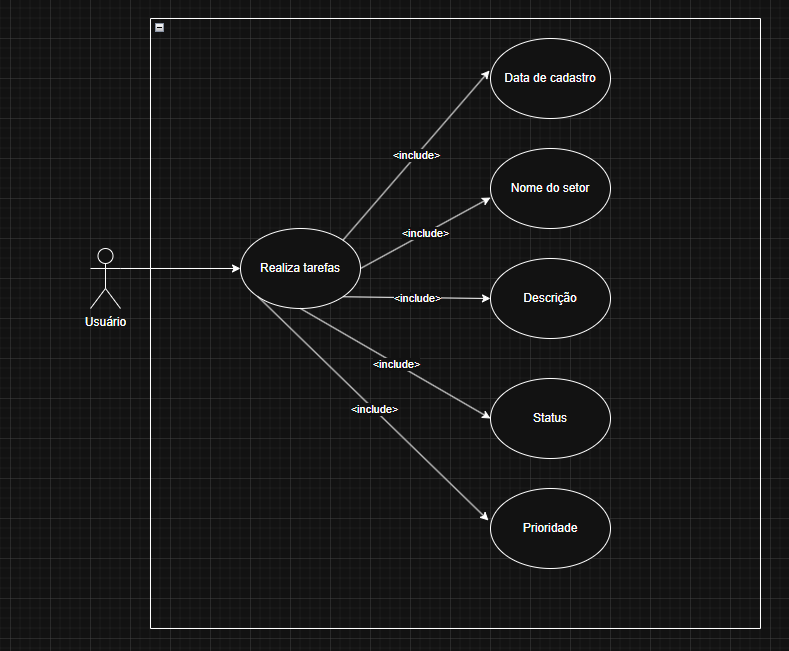 Data de cadastro
<include>
Nome do setor
<include>
Realiza tarefas
Usuário
<include>
Descrição
<include>
Status
<include>
Prioridade